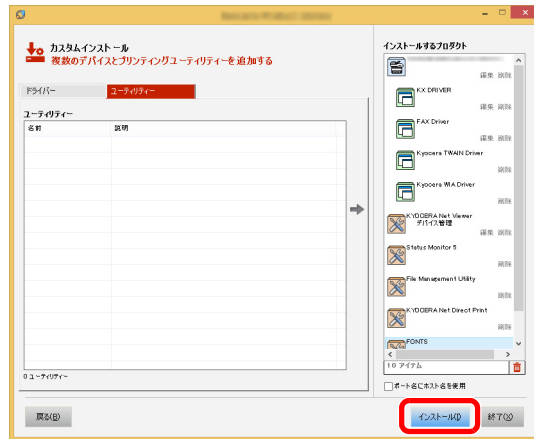 カスタムインストール
複数のデバイスとプリンティングユーティリティーを追加する
ドライバー
ユーティリティー
ユーティリティー
名前
説明
0 ユーティリティー
インストールするプロダクト
編集 削除
KX DRIVER
編集 削除
FAX Driver
編集 削除
Kyocera TWAIN Driver
削除
Kyocera WIA Driver
削除
KYOCERA Net Viewer
デバイス管理
編集 削除
Status Monitor 5
削除
File Management Utility
削除
KYOCERA Net Direct Print
削除
FONTS
10 アイテム
ポート名にホスト名を使用
戻る(B)
インストール(I)
終了(X)